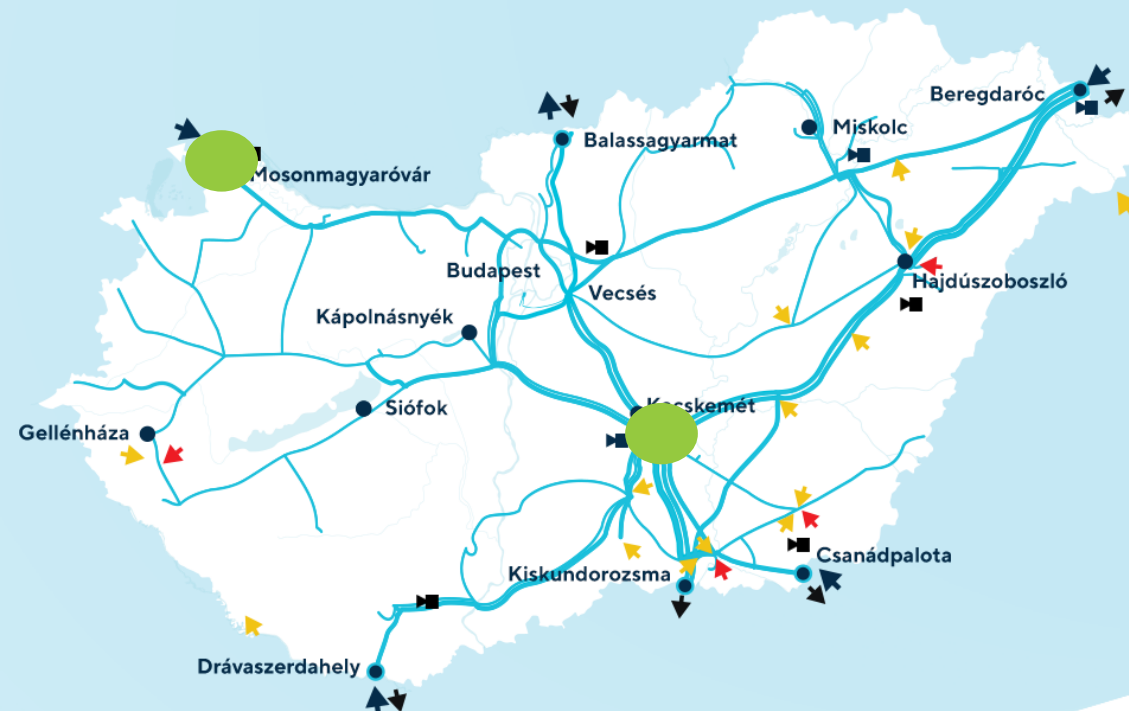 Beregdaróc
Miskolc
Balassagyarmat
Mosonmagyaróvár
Budapest
Hajdúszoboszló
Vecsés
Kápolnásnyék
Kecskemét
Siófok
Gellénháza
Csanádpalota
Kiskundorozsma
Drávaszerdahely